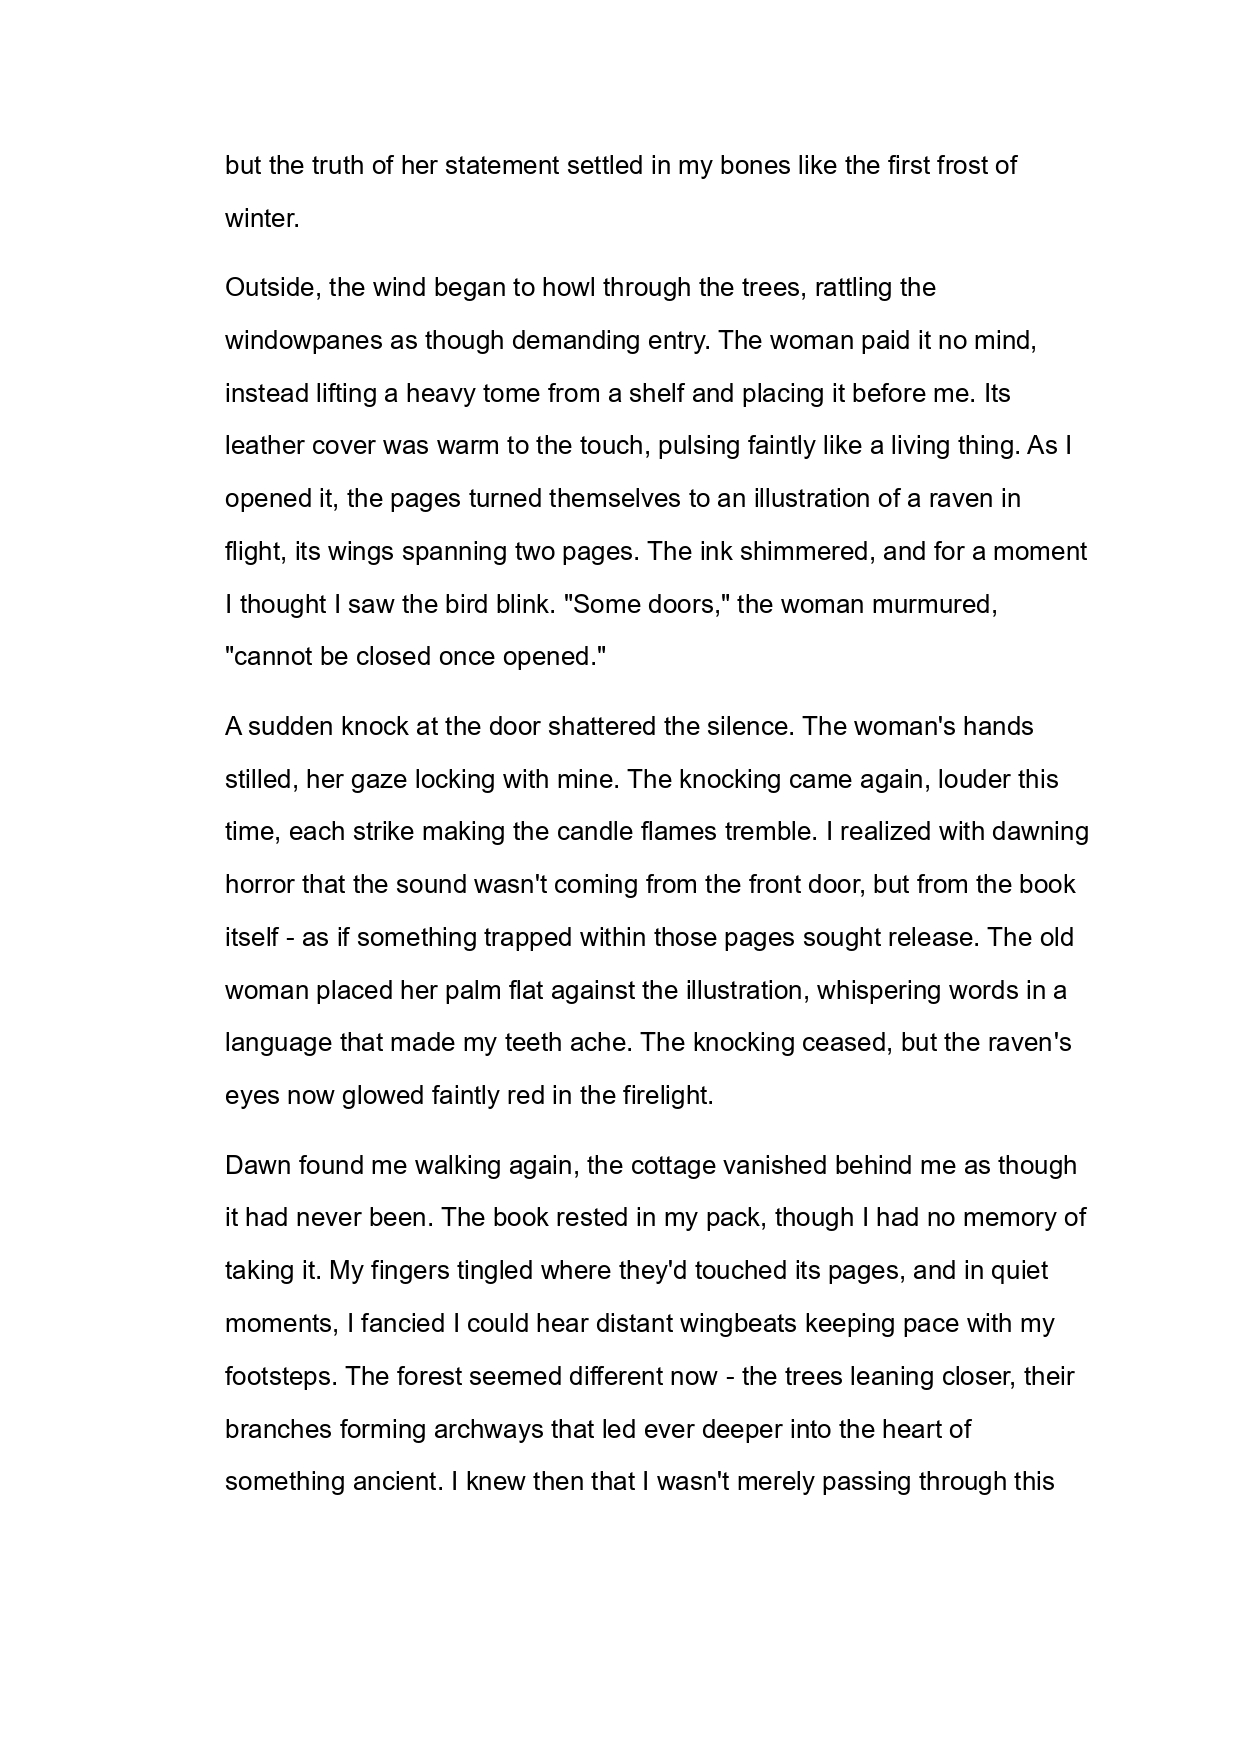 but the truth of her statement settled in my bones like the first frost of
winter.
Outside, the wind began to howl through the trees, rattling the
windowpanes as though demanding entry. The woman paid it no mind,
instead lifting a heavy tome from a shelf and placing it before me. Its
leather cover was warm to the touch, pulsing faintly like a living thing. As I
opened it, the pages turned themselves to an illustration of a raven in
flight, its wings spanning two pages. The ink shimmered, and for a moment
I thought I saw the bird blink. "Some doors," the woman murmured,
"cannot be closed once opened."
A sudden knock at the door shattered the silence. The woman's hands
stilled, her gaze locking with mine. The knocking came again, louder this
time, each strike making the candle flames tremble. I realized with dawning
horror that the sound wasn't coming from the front door, but from the book
itself - as if something trapped within those pages sought release. The old
woman placed her palm flat against the illustration, whispering words in a
language that made my teeth ache. The knocking ceased, but the raven's
eyes now glowed faintly red in the firelight.
Dawn found me walking again, the cottage vanished behind me as though
it had never been. The book rested in my pack, though I had no memory of
taking it. My fingers tingled where they'd touched its pages, and in quiet
moments, I fancied I could hear distant wingbeats keeping pace with my
footsteps. The forest seemed different now - the trees leaning closer, their
branches forming archways that led ever deeper into the heart of
something ancient. I knew then that I wasn't merely passing through this